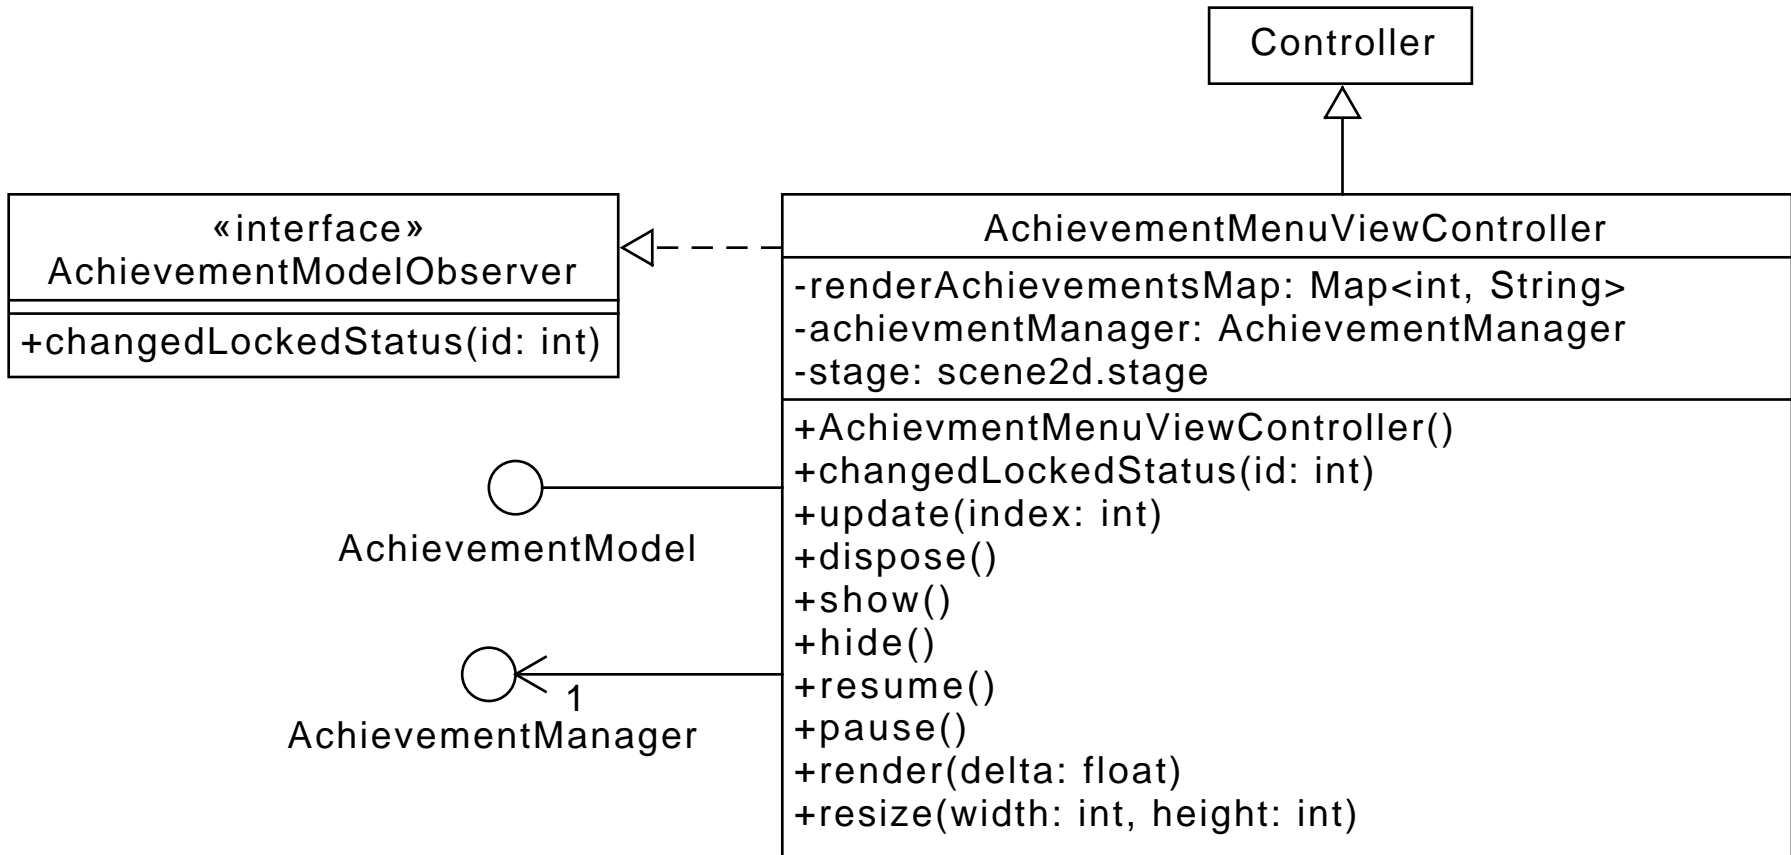 Controller
«interface»
AchievementModelObserver
+changedLockedStatus(id: int)
AchievementMenuViewController
-renderAchievementsMap: Map<int, String>
-achievmentManager: AchievementManager
-stage: scene2d.stage
+AchievmentMenuViewController()
+changedLockedStatus(id: int)
+update(index: int)
+dispose()
+show()
+hide()
+resume()
+pause()
+render(delta: float)
+resize(width: int, height: int)
AchievementModel
1
AchievementManager